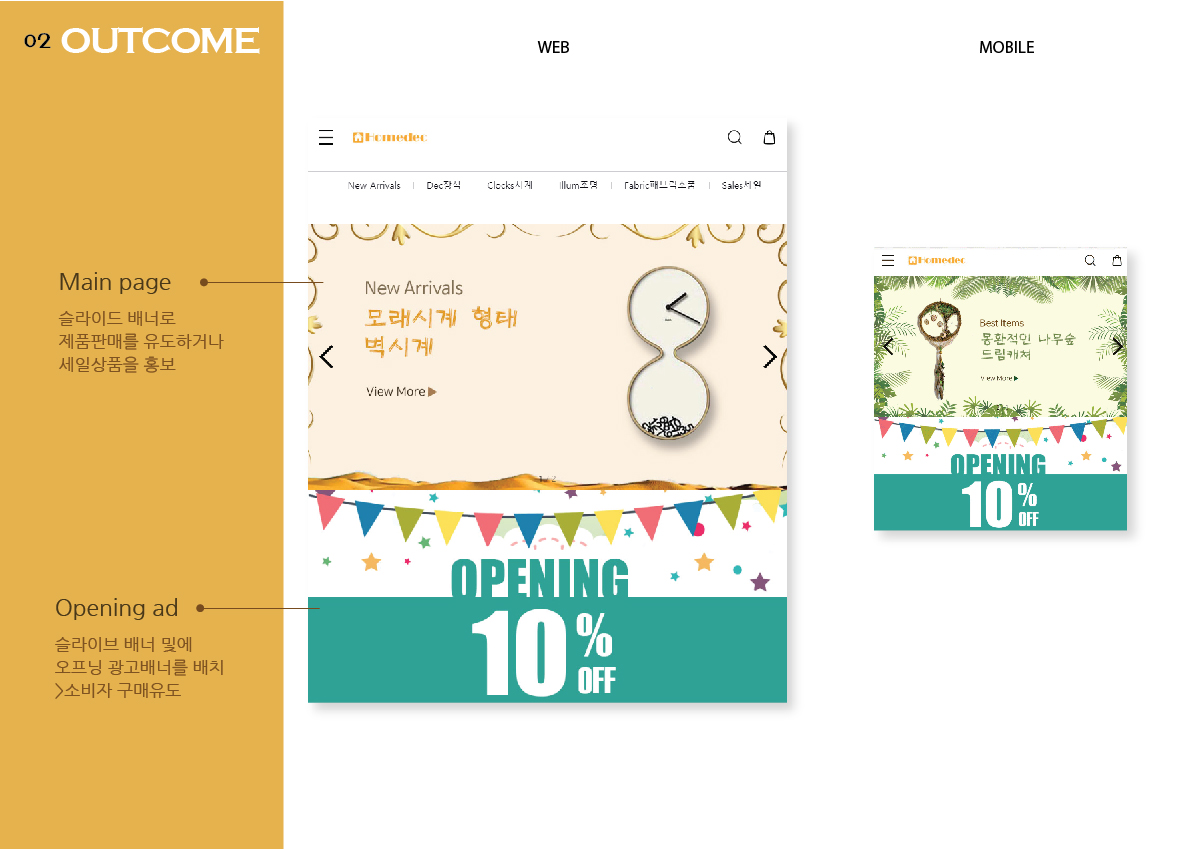 02 OUTCOME
WEB
MOBILE
Main page
슬라이드 배너로
제품판매를 유도하거나
세일상품을 홍보
Opening ad
슬라이브 배너 및에
오프닝 광고배너를 배치
>소비자 구매유도
Homedec
New Arrivals | Dec장식 Clocks시계 Illum조명 | Fabric패브릭소품 | Sales세일
New Arrivals
모래시계 형태
벽시계
View More
OPENING
10%
OFF
Homedec
Best Items
몽환적인 나무숲
드림캐쳐
View More
OPENING
10%
OFF